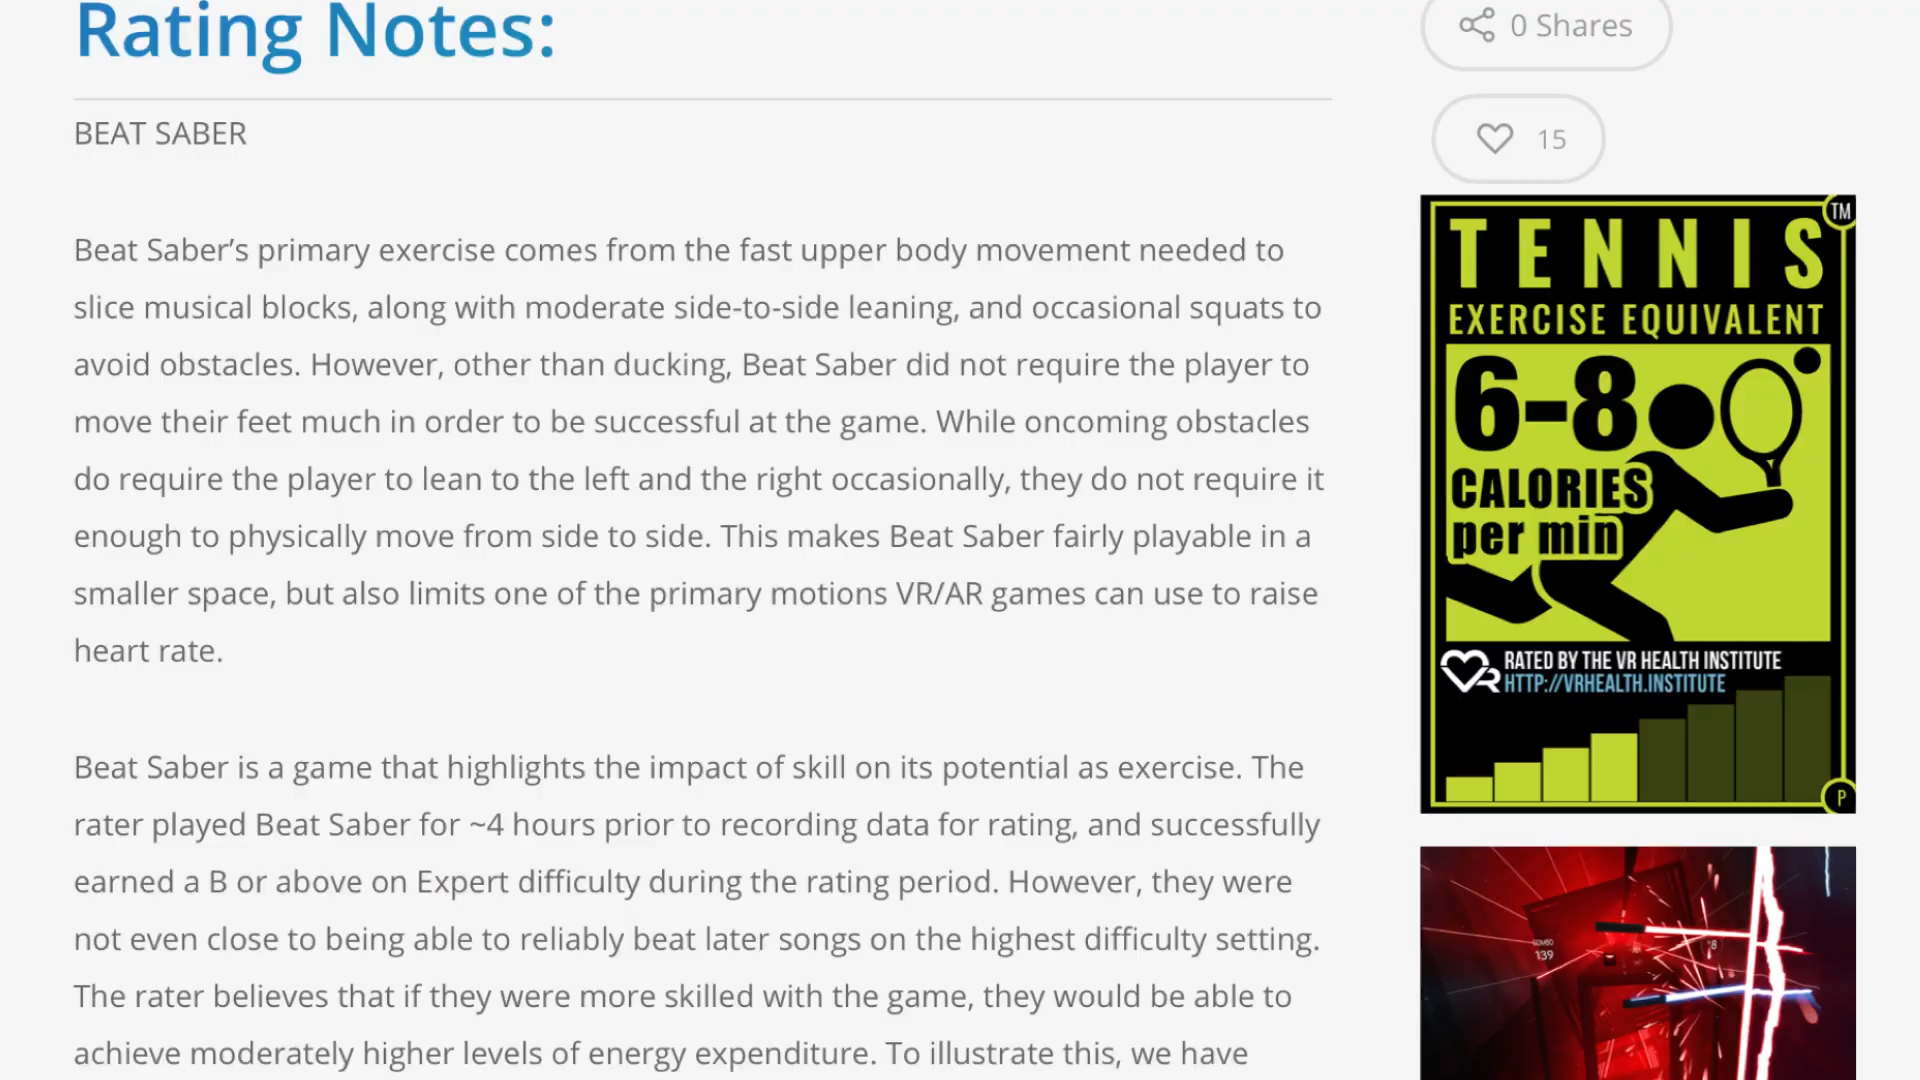 Rating Notes:
BEAT SABER
Beat Saber’s primary exercise comes from the fast upper body movement needed to
slice musical blocks, along with moderate side-to-side leaning, and occasional squats to
avoid obstacles. However, other than ducking, Beat Saber did not require the player to
move their feet much in order to be successful at the game. While oncoming obstacles
do require the player to lean to the left and the right occasionally, they do not require it
enough to physically move from side to side. This makes Beat Saber fairly playable in a
smaller space, but also limits one of the primary motions VR/AR games can use to raise
heart rate.
Beat Saber is a game that highlights the impact of skill on its potential as exercise. The
rater played Beat Saber for ~4 hours prior to recording data for rating, and successfully
earned a B or above on Expert difficulty during the rating period. However, they were
not even close to being able to reliably beat later songs on the highest difficulty setting.
The rater believes that if they were more skilled with the game, they would be able to
achieve moderately higher levels of energy expenditure. To illustrate this, we have
0 Shares
15
TM
TENNIS
EXERCISE EQUIVALENT
6-8
CALORIES
per min
VR
RATED BY THE VR HEALTH INSTITUTE
HTTP://VRHEALTH.INSTITUTE
P
COMBO
139